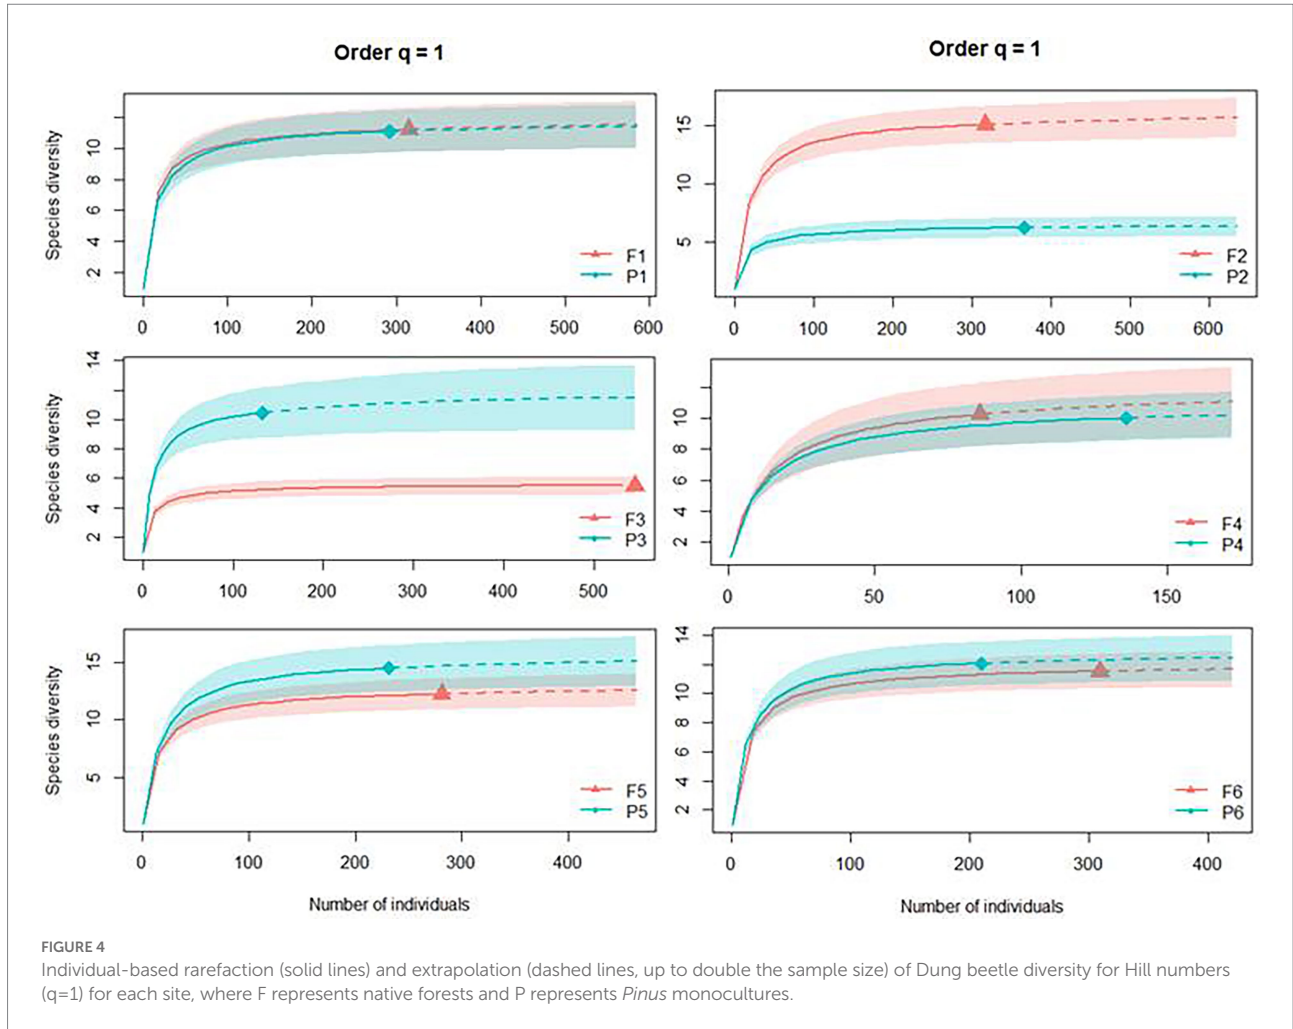 Order q = 1
Order q = 1
Species diversity
2
4
6
8
10
0
100
200
300
400
500
600
F1
P1
5
10
15
0
100
200
300
400
500
600
F2
P2
Species diversity
2
4
6
8
10
14
0
100
200
300
400
500
F3
P3
2
4
6
8
10
0
50
100
150
F4
P4
Species diversity
5
10
15
0
100
200
300
400
F5
P5
Number of individuals
2
4
6
8
10
14
0
100
200
300
400
F6
P6
Number of individuals
FIGURE 4
Individual-based rarefaction (solid lines) and extrapolation (dashed lines, up to double the sample size) of Dung beetle diversity for Hill numbers
(q=1) for each site, where F represents native forests and P represents Pinus monocultures.